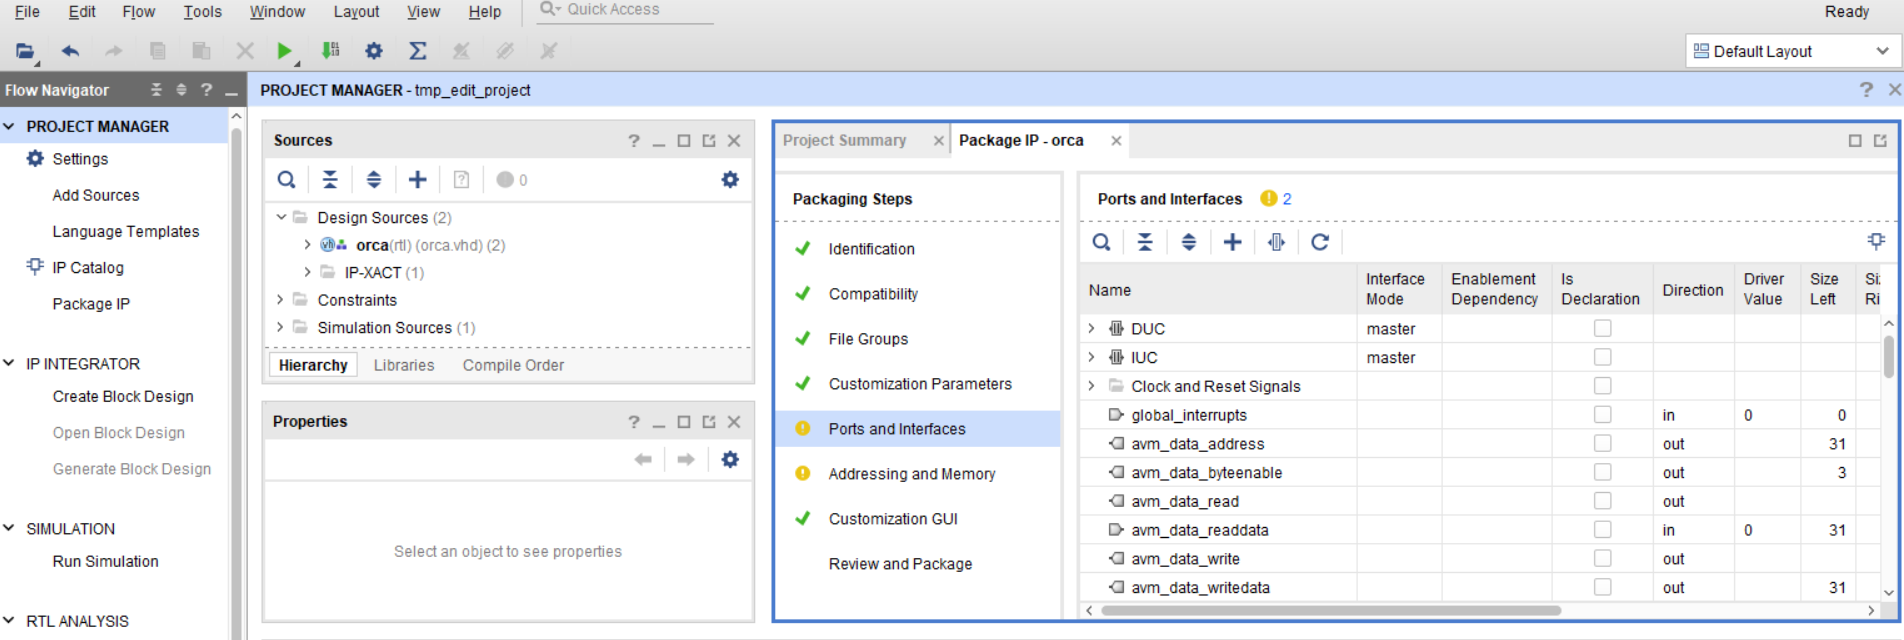 File Edit Flow Tools Window Layout View Help Quick Access Ready
Default Layout
Flow Navigator
PROJECT MANAGER
Settings
Add Sources
Language Templates
IP Catalog
Package IP
IP INTEGRATOR
Create Block Design
Open Block Design
Generate Block Design
SIMULATION
Run Simulation
RTL ANALYSIS
PROJECT MANAGER - tmp_edit_project
Sources
0
Design Sources (2)
orca(rtl) (orca.vhd) (2)
IP-XACT (1)
Constraints
Simulation Sources (1)
Hierarchy Libraries Compile Order
Properties
Select an object to see properties
Project Summary Package IP - orca
Packaging Steps
Identification
Compatibility
File Groups
Customization Parameters
Ports and Interfaces
Addressing and Memory
Customization GUI
Review and Package
Ports and Interfaces 2
Name Interface Mode Enablement Dependency Is Declaration Direction Driver Value Size Left
DUC master
IUC master
Clock and Reset Signals
global_interrupts in 0 0
avm_data_address out 31
avm_data_byteenable out 3
avm_data_read out
avm_data_readdata in 0 31
avm_data_write out
avm_data_writedata out 31